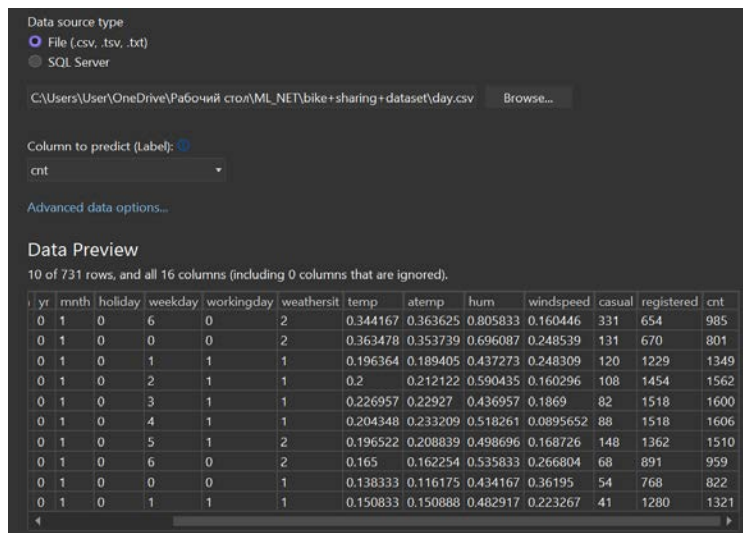 Data source type
File (.csv, .tsv, .txt)
SQL Server
C:\Users\User\OneDrive\Рабочий стол\ML_NET\bike+sharing+dataset\day.csv Browse...
Column to predict (Label):
cnt
Advanced data options...
Data Preview
10 of 731 rows, and all 16 columns (including 0 columns that are ignored).
yr mnth holiday weekday workingday weathersit temp atemp hum windspeed casual registered cnt
0 1 0 6 0 2 0.344167 0.363625 0.805833 0.160446 331 654 985
0 1 0 0 0 2 0.363478 0.353739 0.696087 0.248539 131 670 801
0 1 0 1 1 1 0.196364 0.189405 0.437273 0.248309 120 1229 1349
0 1 0 2 1 1 0.2 0.212122 0.590435 0.160296 108 1454 1562
0 1 0 3 1 1 0.226957 0.22927 0.436957 0.1869 82 1518 1600
0 1 0 4 1 1 0.204348 0.233209 0.518261 0.0895652 88 1518 1606
0 1 0 5 1 2 0.196522 0.208839 0.498696 0.168726 148 1362 1510
0 1 0 6 0 2 0.165 0.162254 0.535833 0.266804 68 891 959
0 1 0 0 0 1 0.138333 0.116175 0.434167 0.36195 54 768 822
0 1 0 1 1 1 0.150833 0.150888 0.482917 0.223267 41 1280 1321